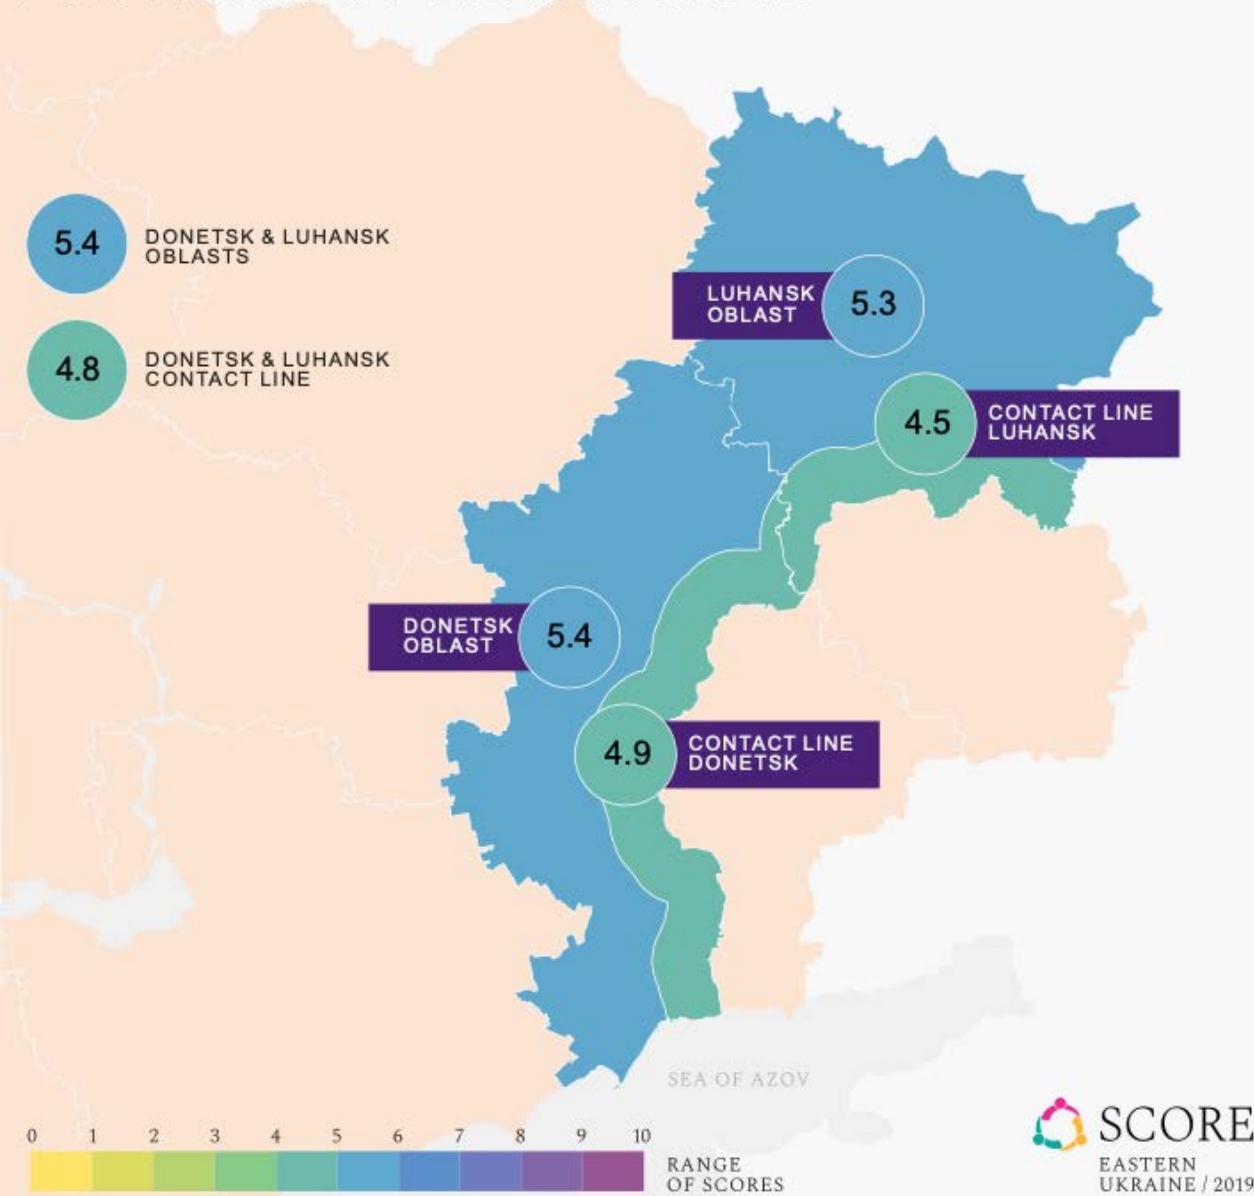 5.4
DONETSK & LUHANSK
OBLASTS
4.8
DONETSK & LUHANSK
CONTACT LINE
LUHANSK
OBLAST
5.3
4.5
CONTACT LINE
LUHANSK
DONETSK
OBLAST
5.4
4.9
CONTACT LINE
DONETSK
SEA OF AZOV
0 1 2 3 4 5 6 7 8 9 10
RANGE
OF SCORES
SCORE
EASTERN
UKRAINE / 2019